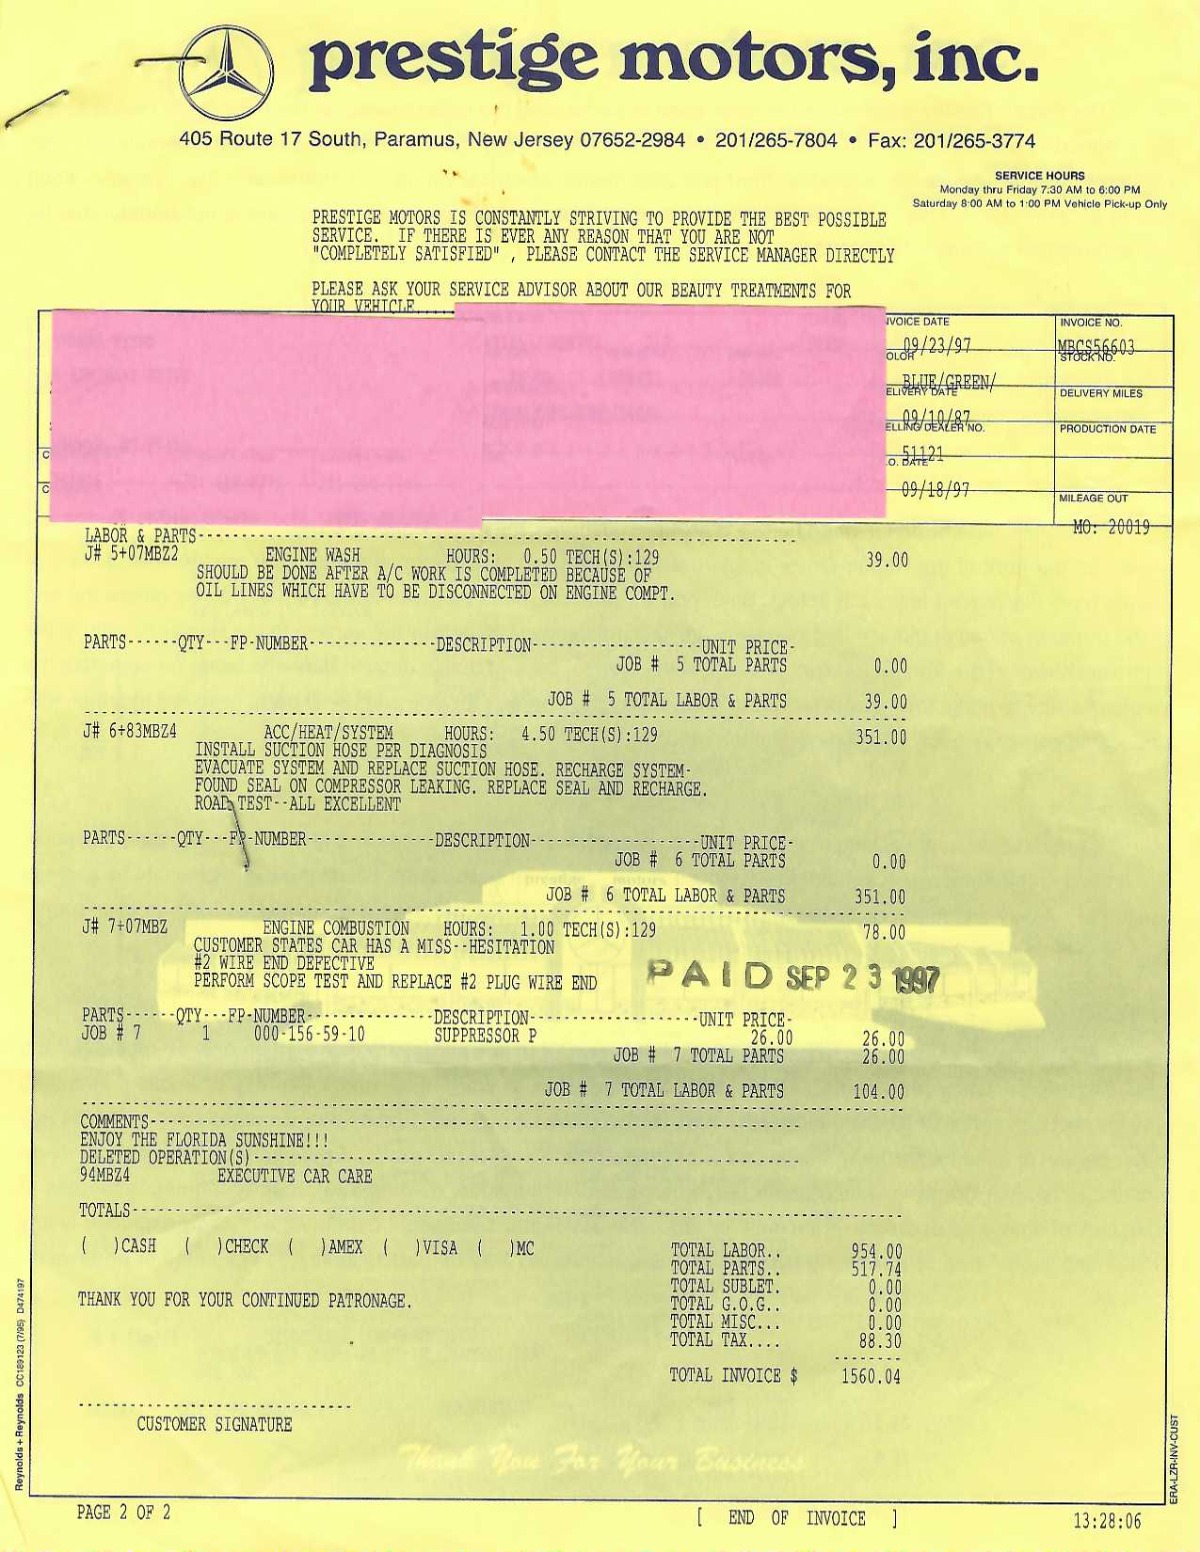 prestige motors, inc.
405 Route 17 South, Paramus, New Jersey 07652-2984 • 201/265-7804 • Fax: 201/265-3774
SERVICE HOURS
Monday thru Friday 7:30 AM to 6:00 PM
Saturday 8:00 AM to 1:00 PM Vehicle Pick-up Only
PRESTIGE MOTORS IS CONSTANTLY STRIVING TO PROVIDE THE BEST POSSIBLE
SERVICE. IF THERE IS EVER ANY REASON THAT YOU ARE NOT
"COMPLETELY SATISFIED" , PLEASE CONTACT THE SERVICE MANAGER DIRECTLY
PLEASE ASK YOUR SERVICE ADVISOR ABOUT OUR BEAUTY TREATMENTS FOR
YOUR VEHICLE.....
NVOICE DATE INVOICE NO.
09/23/97 MBCS56603
OLOR STOCK NO.
BLUE/GREEN/
ELIVERY DATE DELIVERY MILES
09/10/87
ELLING DEALER NO. PRODUCTION DATE
51121
.O. DATE
09/18/97 MILEAGE OUT
MO: 20019
LABOR & PARTS----------------------------------------------------------------------
J# 5+07MBZ2 ENGINE WASH HOURS: 0.50 TECH(S):129 39.00
SHOULD BE DONE AFTER A/C WORK IS COMPLETED BECAUSE OF
OIL LINES WHICH HAVE TO BE DISCONNECTED ON ENGINE COMPT.
PARTS------QTY---FP-NUMBER---------------DESCRIPTION--------------------UNIT PRICE-
JOB # 5 TOTAL PARTS 0.00
JOB # 5 TOTAL LABOR & PARTS 39.00
J# 6+83MBZ4 ACC/HEAT/SYSTEM HOURS: 4.50 TECH(S):129 351.00
INSTALL SUCTION HOSE PER DIAGNOSIS
EVACUATE SYSTEM AND REPLACE SUCTION HOSE. RECHARGE SYSTEM-
FOUND SEAL ON COMPRESSOR LEAKING. REPLACE SEAL AND RECHARGE.
ROAD TEST--ALL EXCELLENT
PARTS------QTY---FP-NUMBER---------------DESCRIPTION--------------------UNIT PRICE-
JOB # 6 TOTAL PARTS 0.00
prestige motors
JOB # 6 TOTAL LABOR & PARTS 351.00
J# 7+07MBZ ENGINE COMBUSTION HOURS: 1.00 TECH(S):129 78.00
CUSTOMER STATES CAR HAS A MISS--HESITATION
#2 WIRE END DEFECTIVE
PERFORM SCOPE TEST AND REPLACE #2 PLUG WIRE END
PAID SEP 23 1997
PARTS------QTY---FP-NUMBER---------------DESCRIPTION--------------------UNIT PRICE-
JOB # 7 1 000-156-59-10 SUPPRESSOR P 26.00 26.00
JOB # 7 TOTAL PARTS 26.00
JOB # 7 TOTAL LABOR & PARTS 104.00
COMMENTS---------------------------------------------------------------------------
ENJOY THE FLORIDA SUNSHINE!!!
DELETED OPERATION(S)---------------------------------------------------------------
94MBZ4 EXECUTIVE CAR CARE
TOTALS-----------------------------------------------------------------------------------------
( )CASH ( )CHECK ( )AMEX ( )VISA ( )MC
TOTAL LABOR.. 954.00
TOTAL PARTS.. 517.74
TOTAL SUBLET. 0.00
THANK YOU FOR YOUR CONTINUED PATRONAGE.
TOTAL G.O.G.. 0.00
TOTAL MISC... 0.00
TOTAL TAX.... 88.30
TOTAL INVOICE $ 1560.04
CUSTOMER SIGNATURE
Thank You For Your Business
PAGE 2 OF 2 [ END OF INVOICE ] 13:28:06
Reynolds + Reynolds CC189123 (7/95) D474197
ERA-LZR-INV-CUST